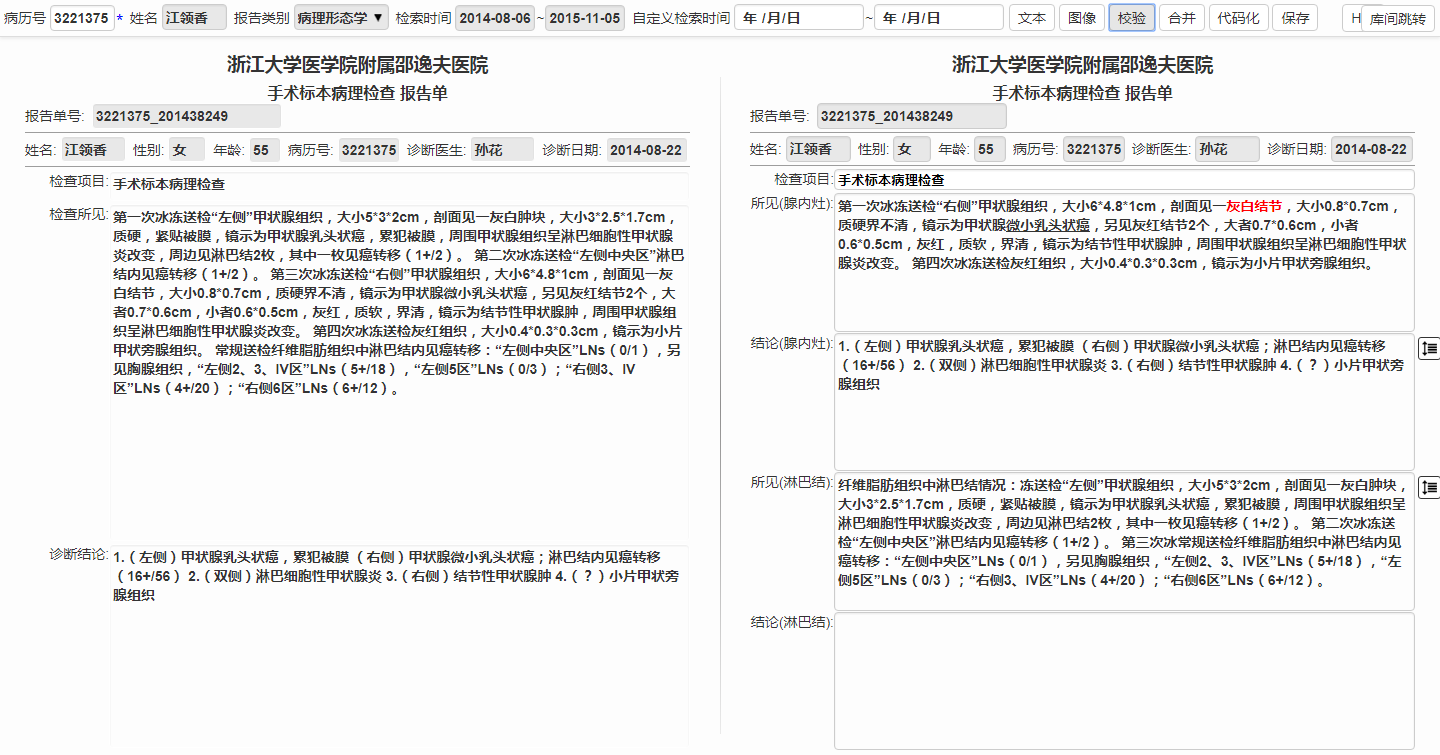 病历号 3221375 * 姓名 江领香 报告类别 病理形态学 ▼ 检索时间 2014-08-06 ~ 2015-11-05 自定义检索时间 年 /月/日 ~ 年 /月/日 文本 图像 校验 合并 代码化 保存 H 库间跳转
浙江大学医学院附属邵逸夫医院
手术标本病理检查 报告单
报告单号: 3221375_201438249
姓名: 江领香 性别: 女 年龄: 55 病历号: 3221375 诊断医生: 孙花 诊断日期: 2014-08-22
检查项目: 手术标本病理检查
检查所见: 第一次冰冻送检“左侧”甲状腺组织，大小5*3*2cm，剖面见一灰白肿块，大小3*2.5*1.7cm，
质硬，紧贴被膜，镜示为甲状腺乳头状癌，累犯被膜，周围甲状腺组织呈淋巴细胞性甲状腺
炎改变，周边见淋巴结2枚，其中一枚见癌转移（1+/2）。 第二次冰冻送检“左侧中央区”淋巴
结内见癌转移（1+/2）。 第三次冰冻送检“右侧”甲状腺组织，大小6*4.8*1cm，剖面见一灰
白结节，大小0.8*0.7cm，质硬界不清，镜示为甲状腺微小乳头状癌，另见灰红结节2个，大
者0.7*0.6cm，小者0.6*0.5cm，灰红，质软，界清，镜示为结节性甲状腺肿，周围甲状腺组
织呈淋巴细胞性甲状腺炎改变。 第四次冰冻送检灰红组织，大小0.4*0.3*0.3cm，镜示为小片
甲状旁腺组织。 常规送检纤维脂肪组织中淋巴结内见癌转移：“左侧中央区”LNs（0/1），另
见胸腺组织，“左侧2、3、IV区”LNs（5+/18），“左侧5区”LNs（0/3）；“右侧3、IV
区”LNs（4+/20）；“右侧6区”LNs（6+/12）。
诊断结论: 1.（左侧）甲状腺乳头状癌，累犯被膜（右侧）甲状腺微小乳头状癌；淋巴结内见癌转移
（16+/56） 2.（双侧）淋巴细胞性甲状腺炎 3.（右侧）结节性甲状腺肿 4.（？）小片甲状旁
腺组织
浙江大学医学院附属邵逸夫医院
手术标本病理检查 报告单
报告单号: 3221375_201438249
姓名: 江领香 性别: 女 年龄: 55 病历号: 3221375 诊断医生: 孙花 诊断日期: 2014-08-22
检查项目: 手术标本病理检查
所见(腺内灶): 第一次冰冻送检“右侧”甲状腺组织，大小6*4.8*1cm，剖面见一灰白结节，大小0.8*0.7cm，
质硬界不清，镜示为甲状腺微小乳头状癌，另见灰红结节2个，大者0.7*0.6cm，小者
0.6*0.5cm，灰红，质软，界清，镜示为结节性甲状腺肿，周围甲状腺组织呈淋巴细胞性甲状
腺炎改变。 第四次冰冻送检灰红组织，大小0.4*0.3*0.3cm，镜示为小片甲状旁腺组织。
结论(腺内灶): 1.（左侧）甲状腺乳头状癌，累犯被膜（右侧）甲状腺微小乳头状癌；淋巴结内见癌转移
（16+/56） 2.（双侧）淋巴细胞性甲状腺炎 3.（右侧）结节性甲状腺肿 4.（？）小片甲状旁
腺组织
所见(淋巴结): 纤维脂肪组织中淋巴结情况：冻送检“左侧”甲状腺组织，大小5*3*2cm，剖面见一灰白肿块，
大小3*2.5*1.7cm，质硬，紧贴被膜，镜示为甲状腺乳头状癌，累犯被膜，周围甲状腺组织呈
淋巴细胞性甲状腺炎改变，周边见淋巴结2枚，其中一枚见癌转移（1+/2）。 第二次冰冻送
检“左侧中央区”淋巴结内见癌转移（1+/2）。 第三次冰常规送检纤维脂肪组织中淋巴结内见
癌转移：“左侧中央区”LNs（0/1），另见胸腺组织，“左侧2、3、IV区”LNs（5+/18），“左
侧5区”LNs（0/3）；“右侧3、IV区”LNs（4+/20）；“右侧6区”LNs（6+/12）。
结论(淋巴结):